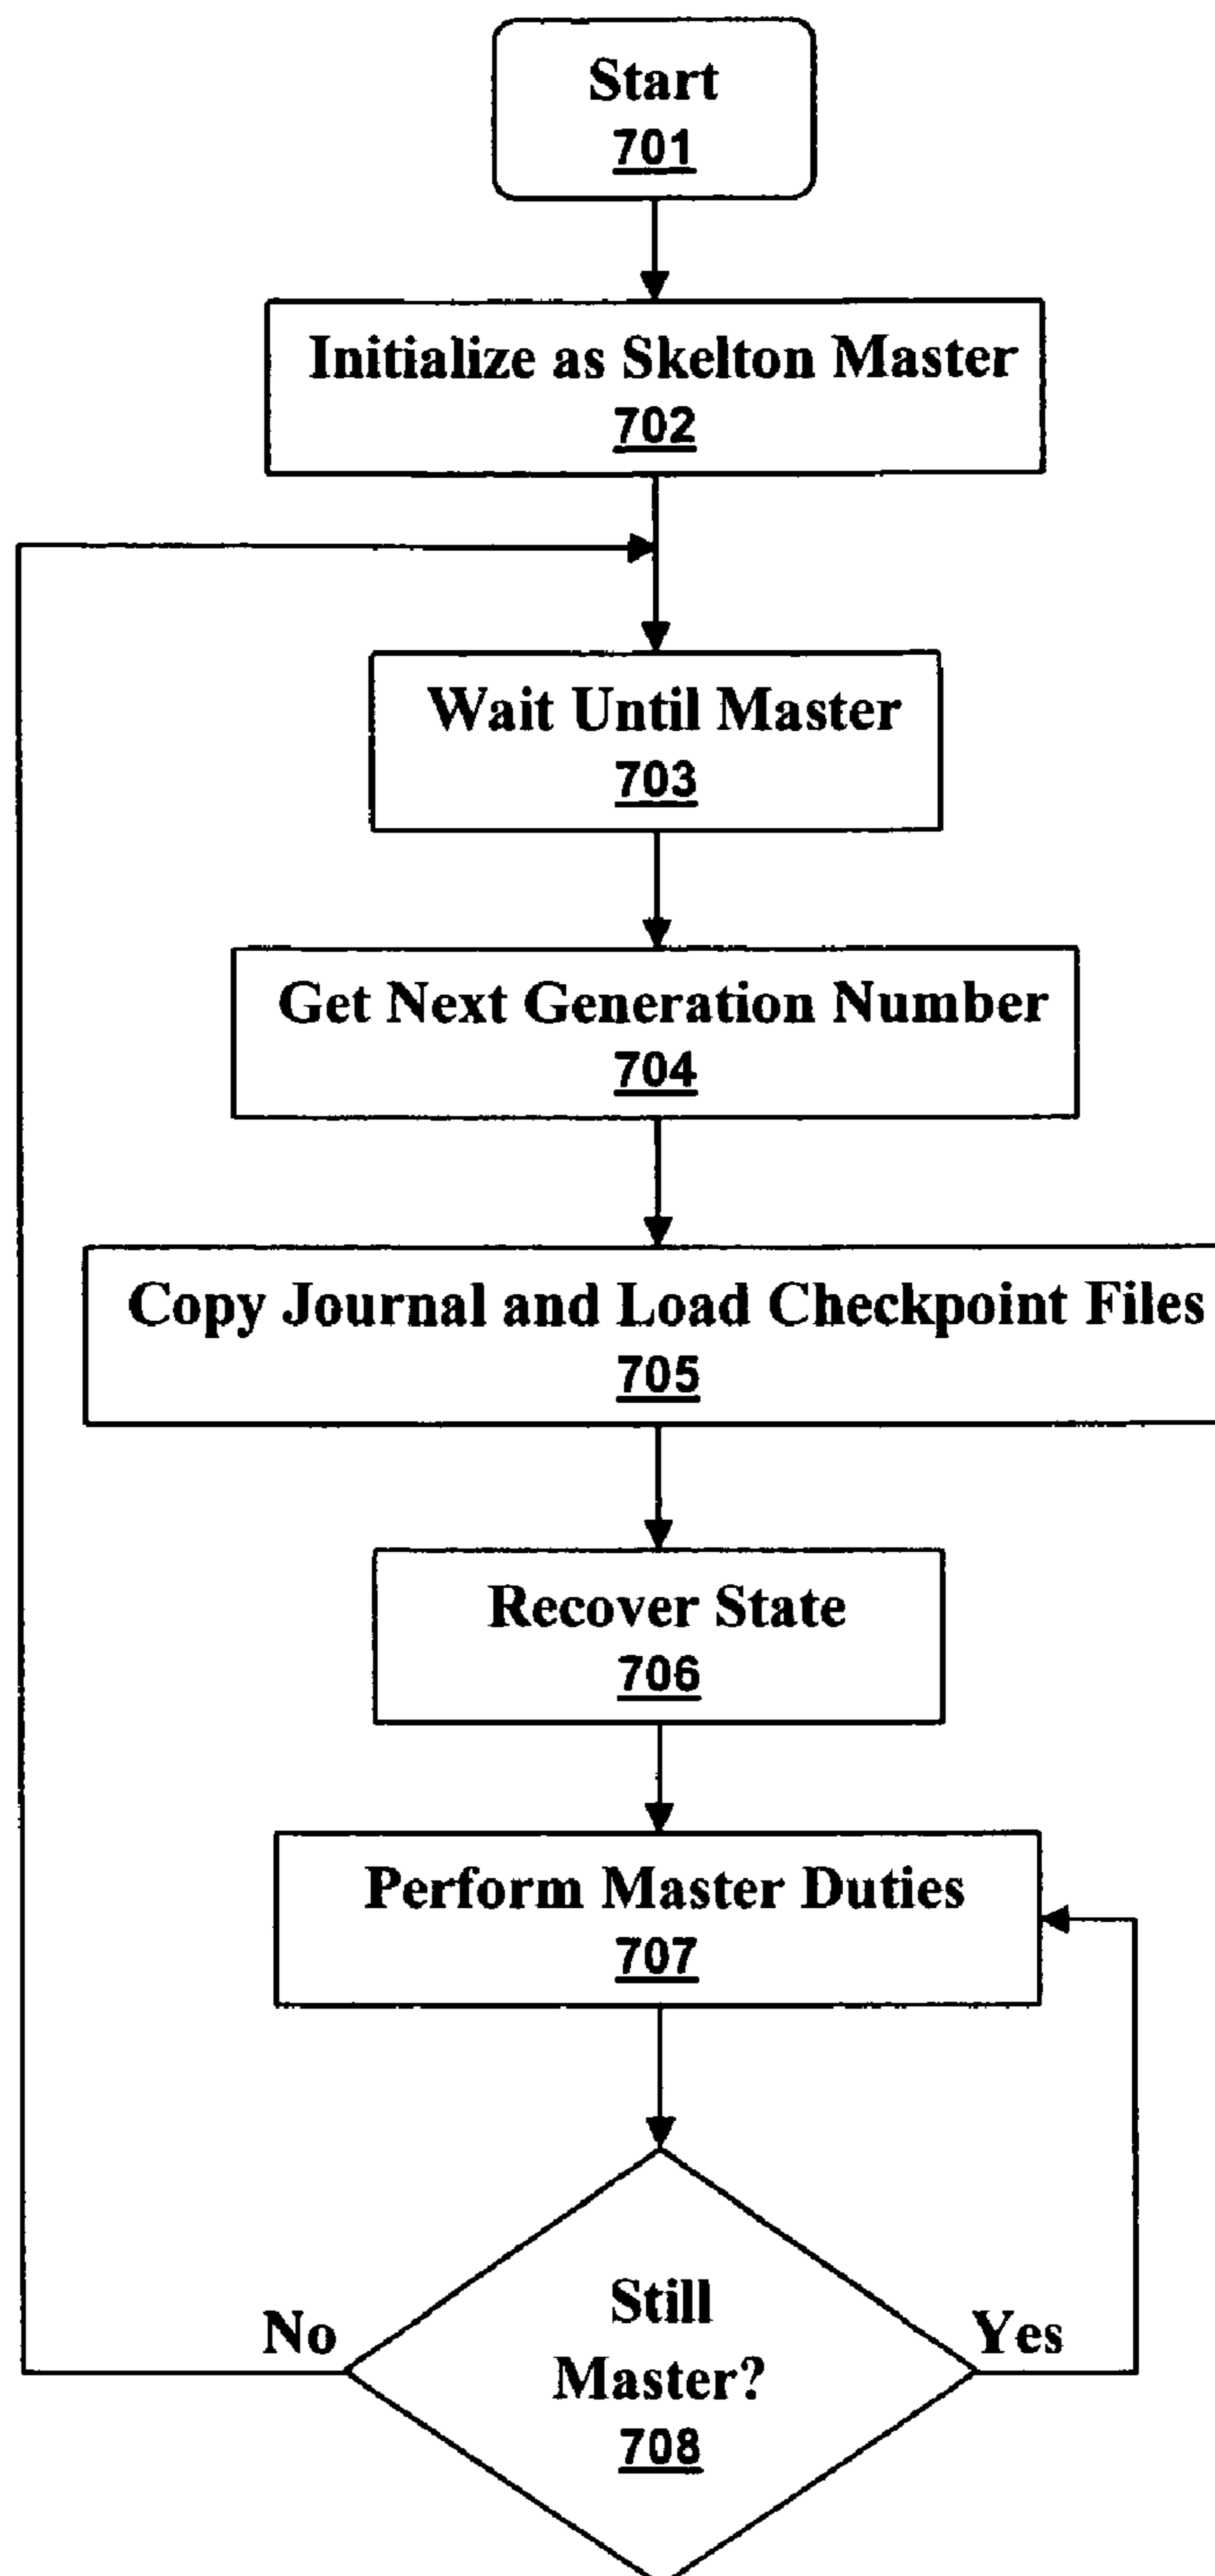 Start
701
Initialize as Skelton Master
702
Wait Until Master
703
Get Next Generation Number
704
Copy Journal and Load Checkpoint Files
705
Recover State
706
Perform Master Duties
707
Still
No
Yes
Master?
708